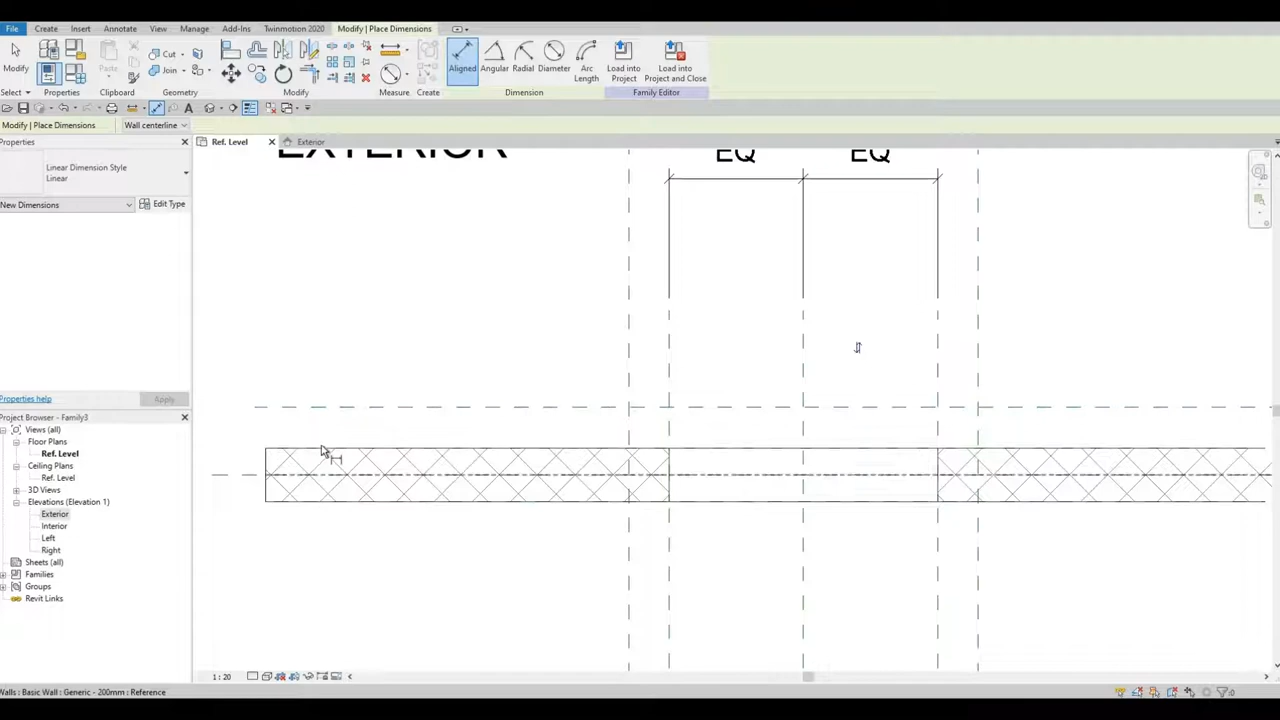 File Create Insert Annotate View Manage Add-Ins Twinmotion 2020 Modify | Place Dimensions
Modify Paste Cut Join Aligned Angular Radial Diameter Arc Length Load into Project Load into Project and Close
Select Properties Clipboard Geometry Modify Measure Create Dimension Family Editor
Modify | Place Dimensions Wall centerline
Properties
Ref. Level Exterior
Linear Dimension Style
Linear
New Dimensions Edit Type
EXTERIOR EQ EQ
Properties help Apply
Project Browser - Family3
Views (all)
Floor Plans
Ref. Level
Ceiling Plans
Ref. Level
3D Views
Elevations (Elevation 1)
Exterior
Interior
Left
Right
Sheets (all)
Families
Groups
Revit Links
1 : 20
Walls : Basic Wall : Generic - 200mm : Reference
:0